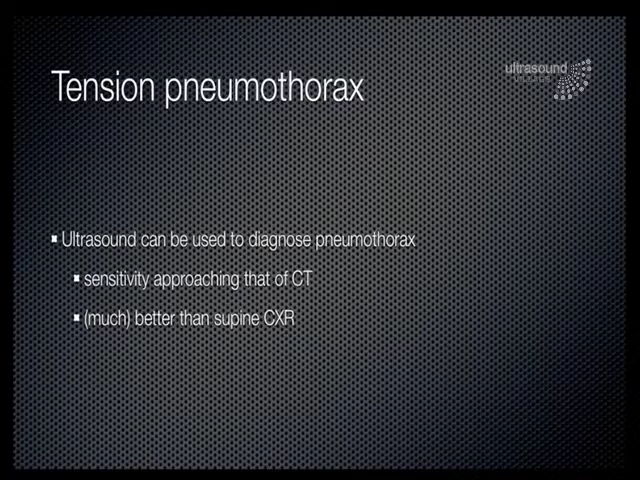 Tension pneumothorax
ultrasound
Ultrasound can be used to diagnose pneumothorax
sensitivity approaching that of CT
(much) better than supine CXR